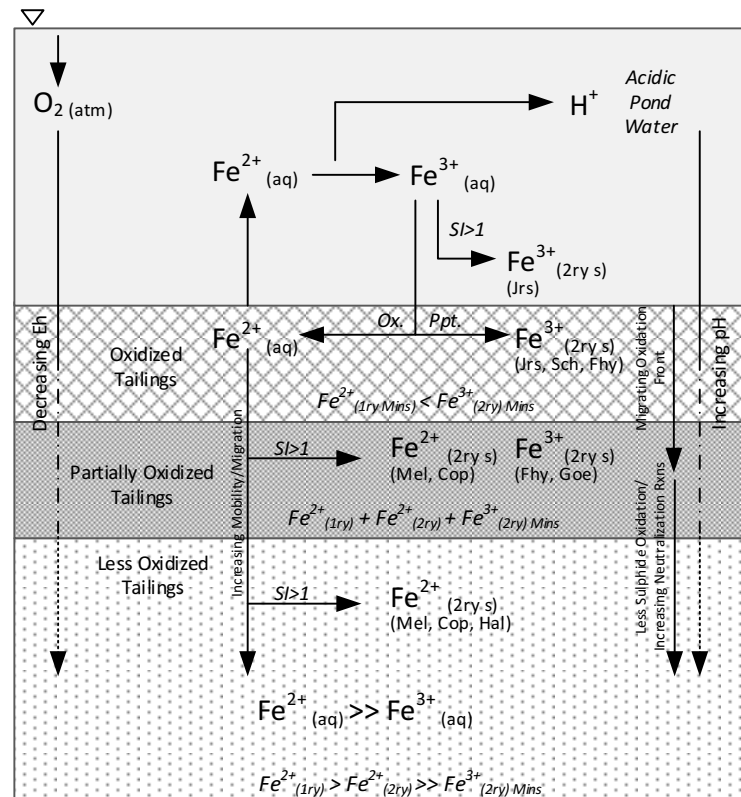 O2 (atm)
H+
Acidic
Pond
Water
Fe2+ (aq)
Fe3+ (aq)
SI>1
Fe3+ (2ry s)
(Jrs)
Decreasing Eh
Oxidized
Tailings
Fe2+ (aq)
Ox.
Ppt.
Fe3+ (2ry s)
(Jrs, Sch, Fhy)
Fe2+ (1ry Mins) < Fe3+ (2ry) Mins
Migrating Oxidation
Front
Increasing pH
Partially Oxidized
Tailings
Increasing Mobility/Migration
SI>1
Fe2+ (2ry s)
(Mel, Cop)
Fe3+ (2ry s)
(Fhy, Goe)
Fe2+ (1ry) + Fe2+ (2ry) + Fe3+ (2ry) Mins
Less Oxidized
Tailings
SI>1
Fe2+ (2ry s)
(Mel, Cop, Hal)
Less Sulphide Oxidation/
Increasing Neutralization Rxns
Fe2+ (aq) >> Fe3+ (aq)
Fe2+ (1ry) > Fe2+ (2ry) >> Fe3+ (2ry) Mins